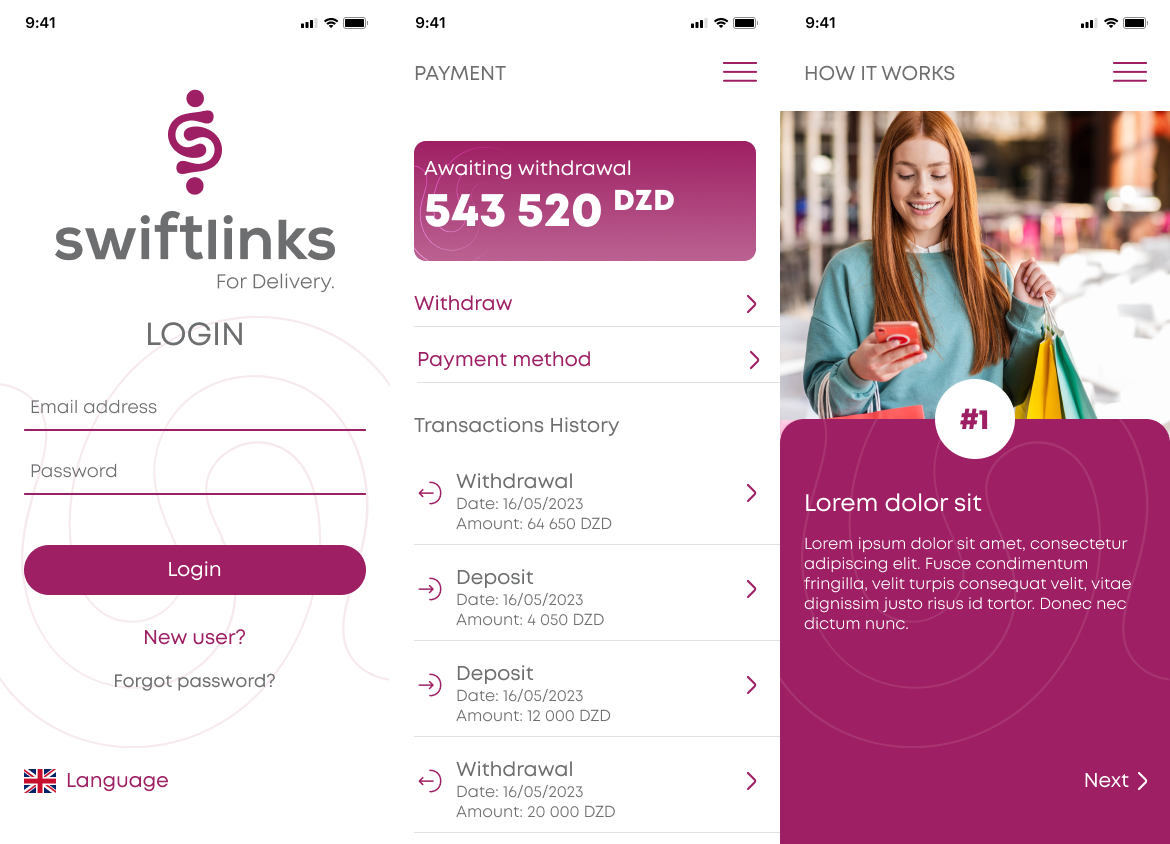 9:41
swiftlinks
For Delivery.
LOGIN
Email address
Password
Login
New user?
Forgot password?
Language
9:41
PAYMENT
Awaiting withdrawal
543 520 DZD
Withdraw
Payment method
Transactions History
Withdrawal
Date: 16/05/2023
Amount: 64 650 DZD
Deposit
Date: 16/05/2023
Amount: 4 050 DZD
Deposit
Date: 16/05/2023
Amount: 12 000 DZD
Withdrawal
Date: 16/05/2023
Amount: 20 000 DZD
9:41
HOW IT WORKS
#1
Lorem dolor sit
Lorem ipsum dolor sit amet, consectetur
adipiscing elit. Fusce condimentum
fringilla, velit turpis consequat velit, vitae
dignissim justo risus id tortor. Donec nec
dictum nunc.
Next